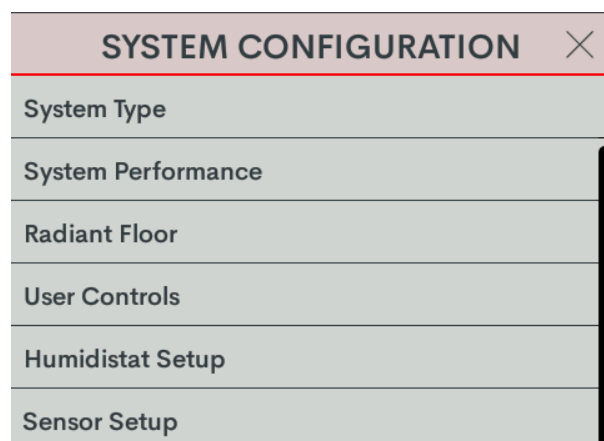 SYSTEM CONFIGURATION
System Type
System Performance
Radiant Floor
User Controls
Humidistat Setup
Sensor Setup